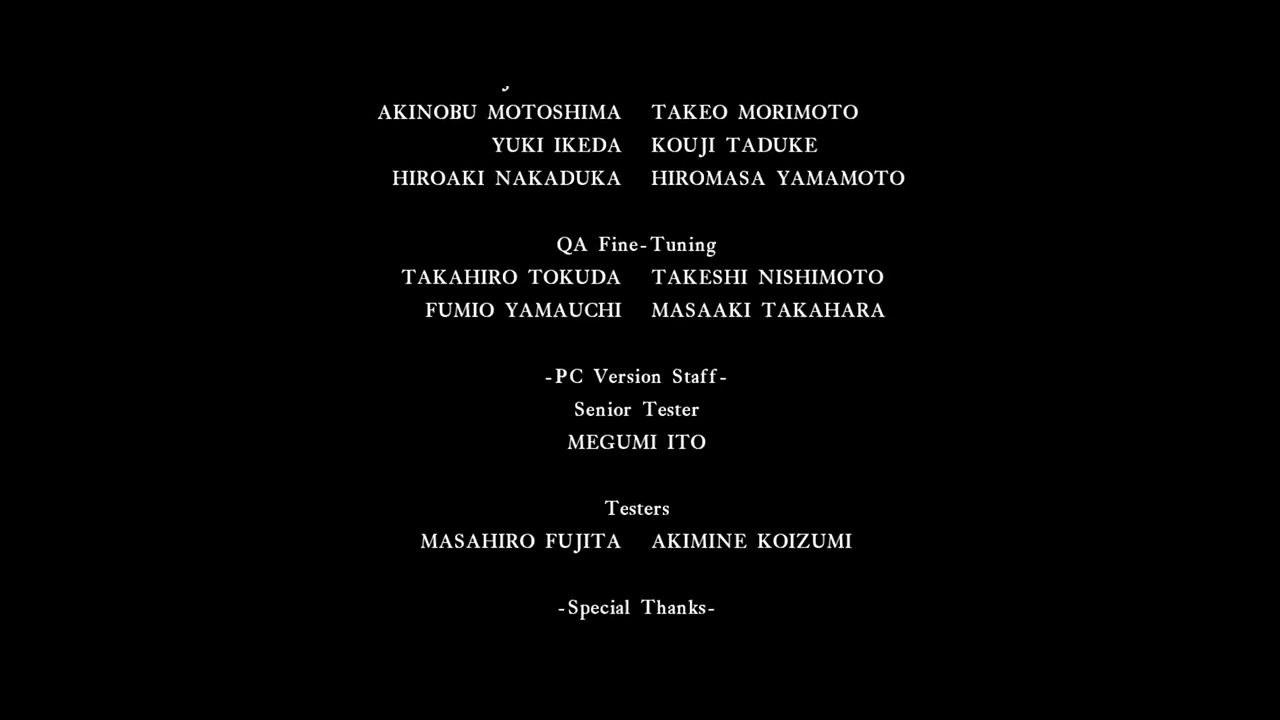 AKINOBU MOTOSHIMA TAKEO MORIMOTO
YUKI IKEDA KOUJI TADUKE
HIROAKI NAKADUKA HIROMASA YAMAMOTO
QA Fine-Tuning
TAKAHIRO TOKUDA TAKESHI NISHIMOTO
FUMIO YAMAUCHI MASAAKI TAKAHARA
-PC Version Staff-
Senior Tester
MEGUMI ITO
Testers
MASAHIRO FUJITA AKIMINE KOIZUMI
-Special Thanks-